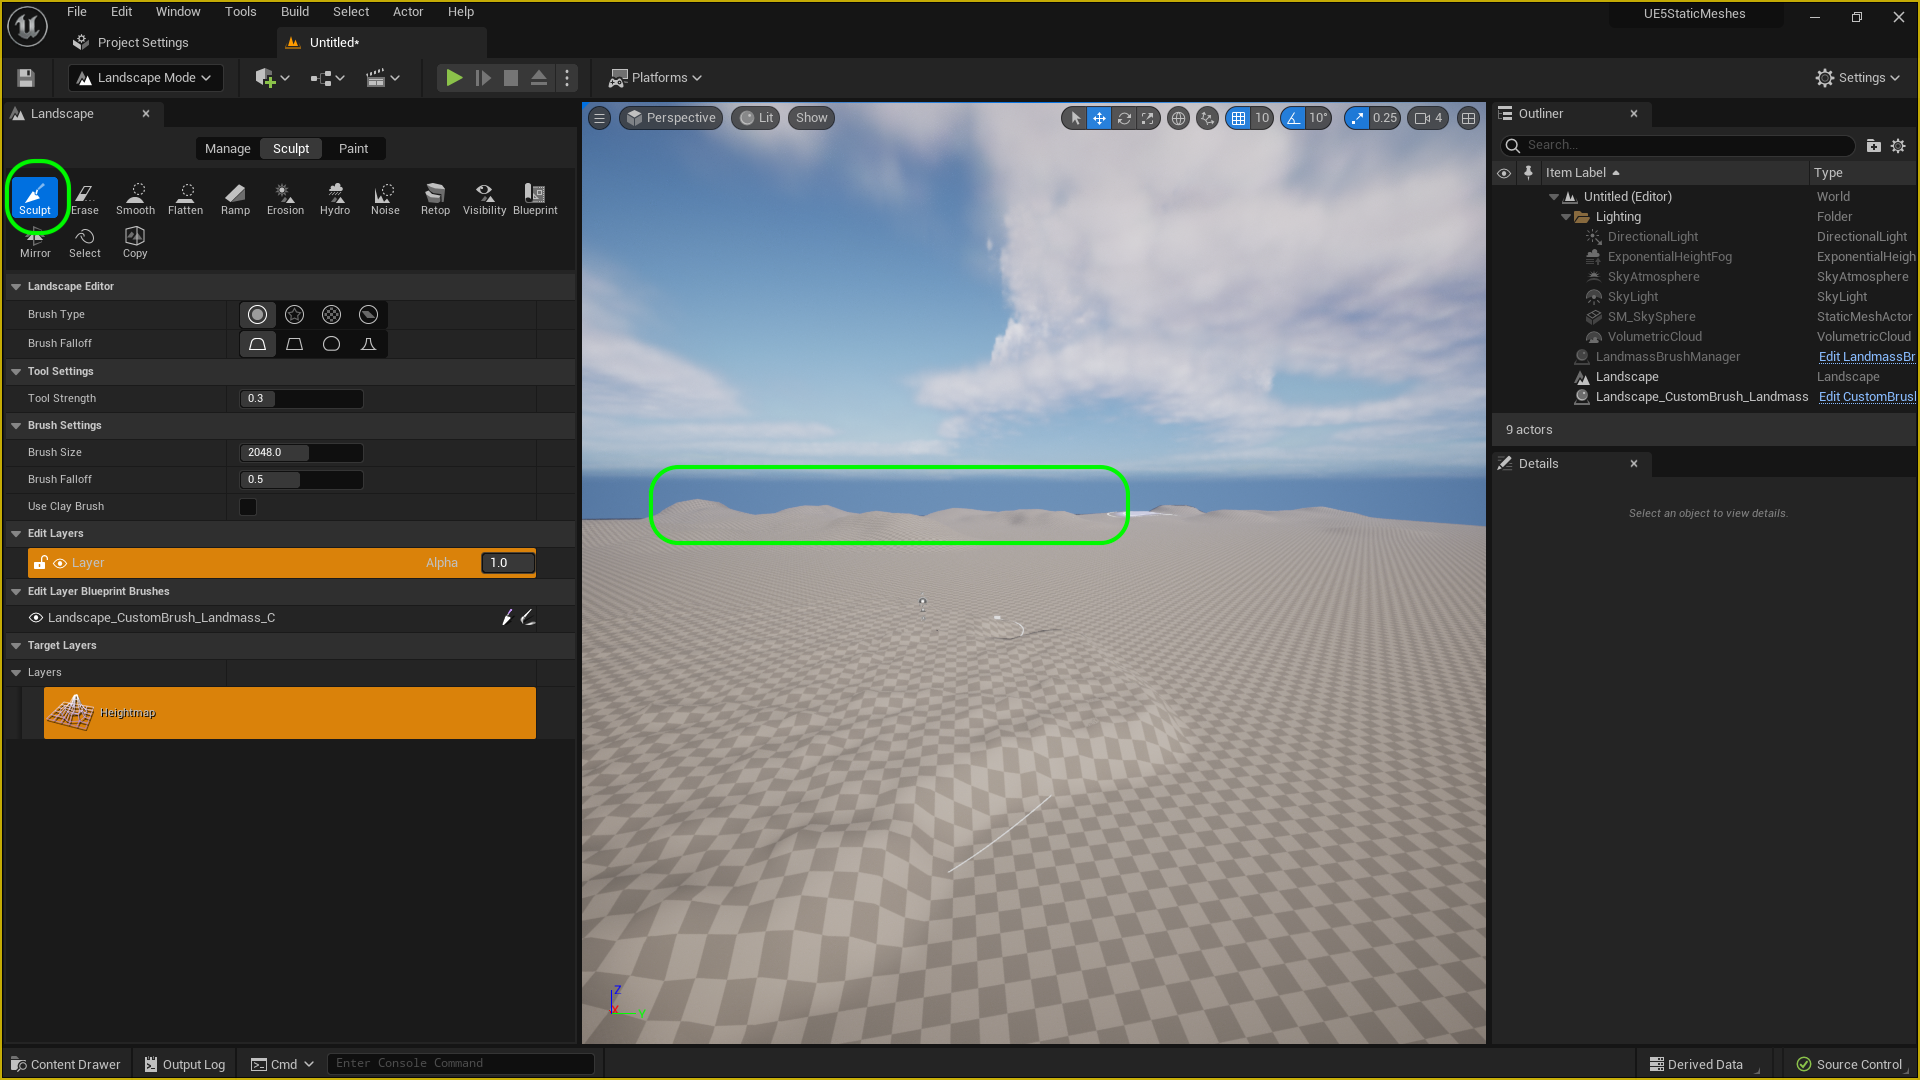 File Edit Window Tools Build Select Actor Help
UE5StaticMeshes
Project Settings
Untitled*
Landscape Mode
Platforms
Settings
Landscape
Manage Sculpt Paint
Sculpt Erase Smooth Flatten Ramp Erosion Hydro Noise Retop Visibility Blueprint
Mirror Select Copy
Landscape Editor
Brush Type
Brush Falloff
Tool Settings
Tool Strength 0.3
Brush Settings
Brush Size 2048.0
Brush Falloff 0.5
Use Clay Brush
Edit Layers
Layer Alpha 1.0
Edit Layer Blueprint Brushes
Landscape_CustomBrush_Landmass_C
Target Layers
Layers
Heightmap
Perspective Lit Show
10 10° 0.25 4
Z
X
Y
Outliner
Search...
Item Label Type
Untitled (Editor) World
Lighting Folder
DirectionalLight DirectionalLight
ExponentialHeightFog ExponentialHeigh
SkyAtmosphere SkyAtmosphere
SkyLight SkyLight
SM_SkySphere StaticMeshActor
VolumetricCloud VolumetricCloud
LandmassBrushManager Edit LandmassBr
Landscape Landscape
Landscape_CustomBrush_Landmass Edit CustomBrusl
9 actors
Details
Select an object to view details.
Content Drawer
Output Log
Cmd
Enter Console Command
Derived Data
Source Control